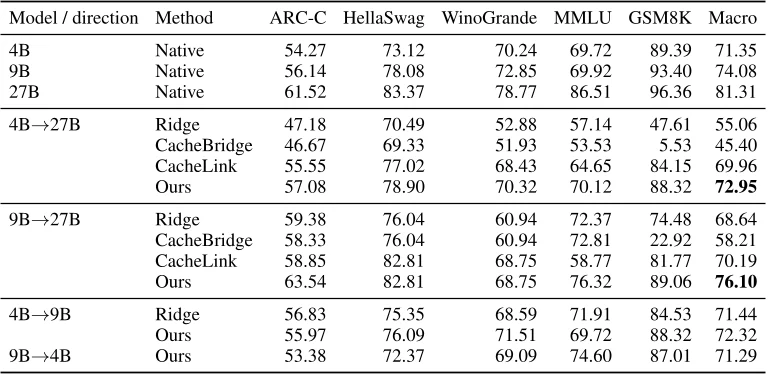 Model / direction Method ARC-C HellaSwag WinoGrande MMLU GSM8K Macro
4B Native 54.27 73.12 70.24 69.72 89.39 71.35
9B Native 56.14 78.08 72.85 69.92 93.40 74.08
27B Native 61.52 83.37 78.77 86.51 96.36 81.31
4B→27B Ridge 47.18 70.49 52.88 57.14 47.61 55.06
CacheBridge 46.67 69.33 51.93 53.53 5.53 45.40
CacheLink 55.55 77.02 68.43 64.65 84.15 69.96
Ours 57.08 78.90 70.32 70.12 88.32 72.95
9B→27B Ridge 59.38 76.04 60.94 72.37 74.48 68.64
CacheBridge 58.33 76.04 60.94 72.81 22.92 58.21
CacheLink 58.85 82.81 68.75 58.77 81.77 70.19
Ours 63.54 82.81 68.75 76.32 89.06 76.10
4B→9B Ridge 56.83 75.35 68.59 71.91 84.53 71.44
Ours 55.97 76.09 71.51 69.72 88.32 72.32
9B→4B Ours 53.38 72.37 69.09 74.60 87.01 71.29